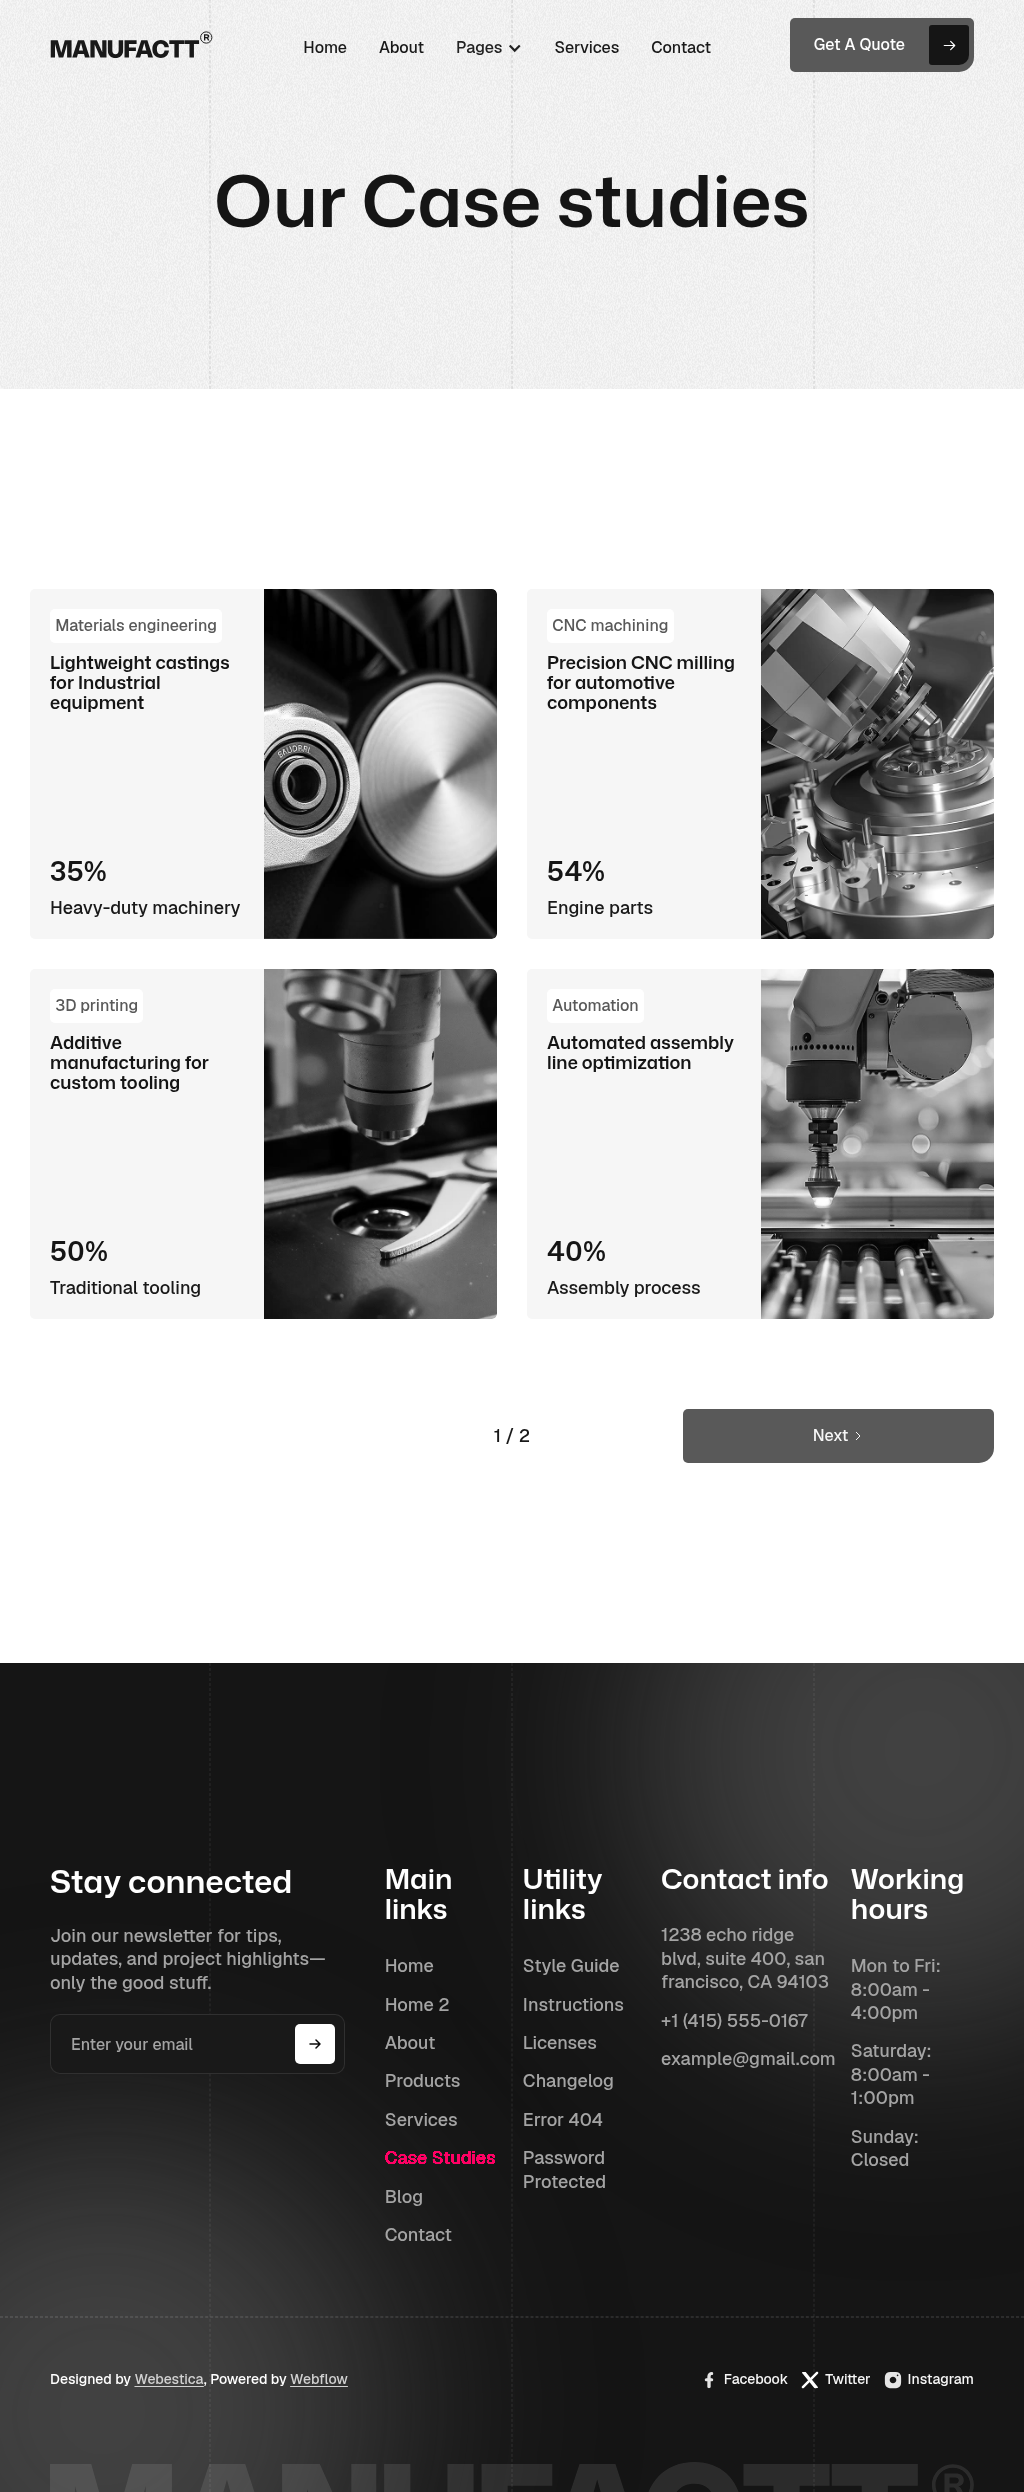 MANUFACTT®
Home
About
Pages
Services
Contact
Get A Quote
Our Case studies
Materials engineering
Lightweight castings
for Industrial
equipment
35%
Heavy-duty machinery
CNC machining
Precision CNC milling
for automotive
components
54%
Engine parts
3D printing
Additive
manufacturing for
custom tooling
50%
Traditional tooling
Automation
Automated assembly
line optimization
40%
Assembly process
1 / 2
Next
Stay connected
Join our newsletter for tips,
updates, and project highlights—
only the good stuff.
Enter your email
Main
links
Home
Home 2
About
Products
Services
Case Studies
Blog
Contact
Utility
links
Style Guide
Instructions
Licenses
Changelog
Error 404
Password
Protected
Contact info
1238 echo ridge
blvd, suite 400, san
francisco, CA 94103
+1 (415) 555-0167
example@gmail.com
Working
hours
Mon to Fri:
8:00am -
4:00pm
Saturday:
8:00am -
1:00pm
Sunday:
Closed
Designed by Webestica, Powered by Webflow
Facebook
Twitter
Instagram
MANUFACTT®